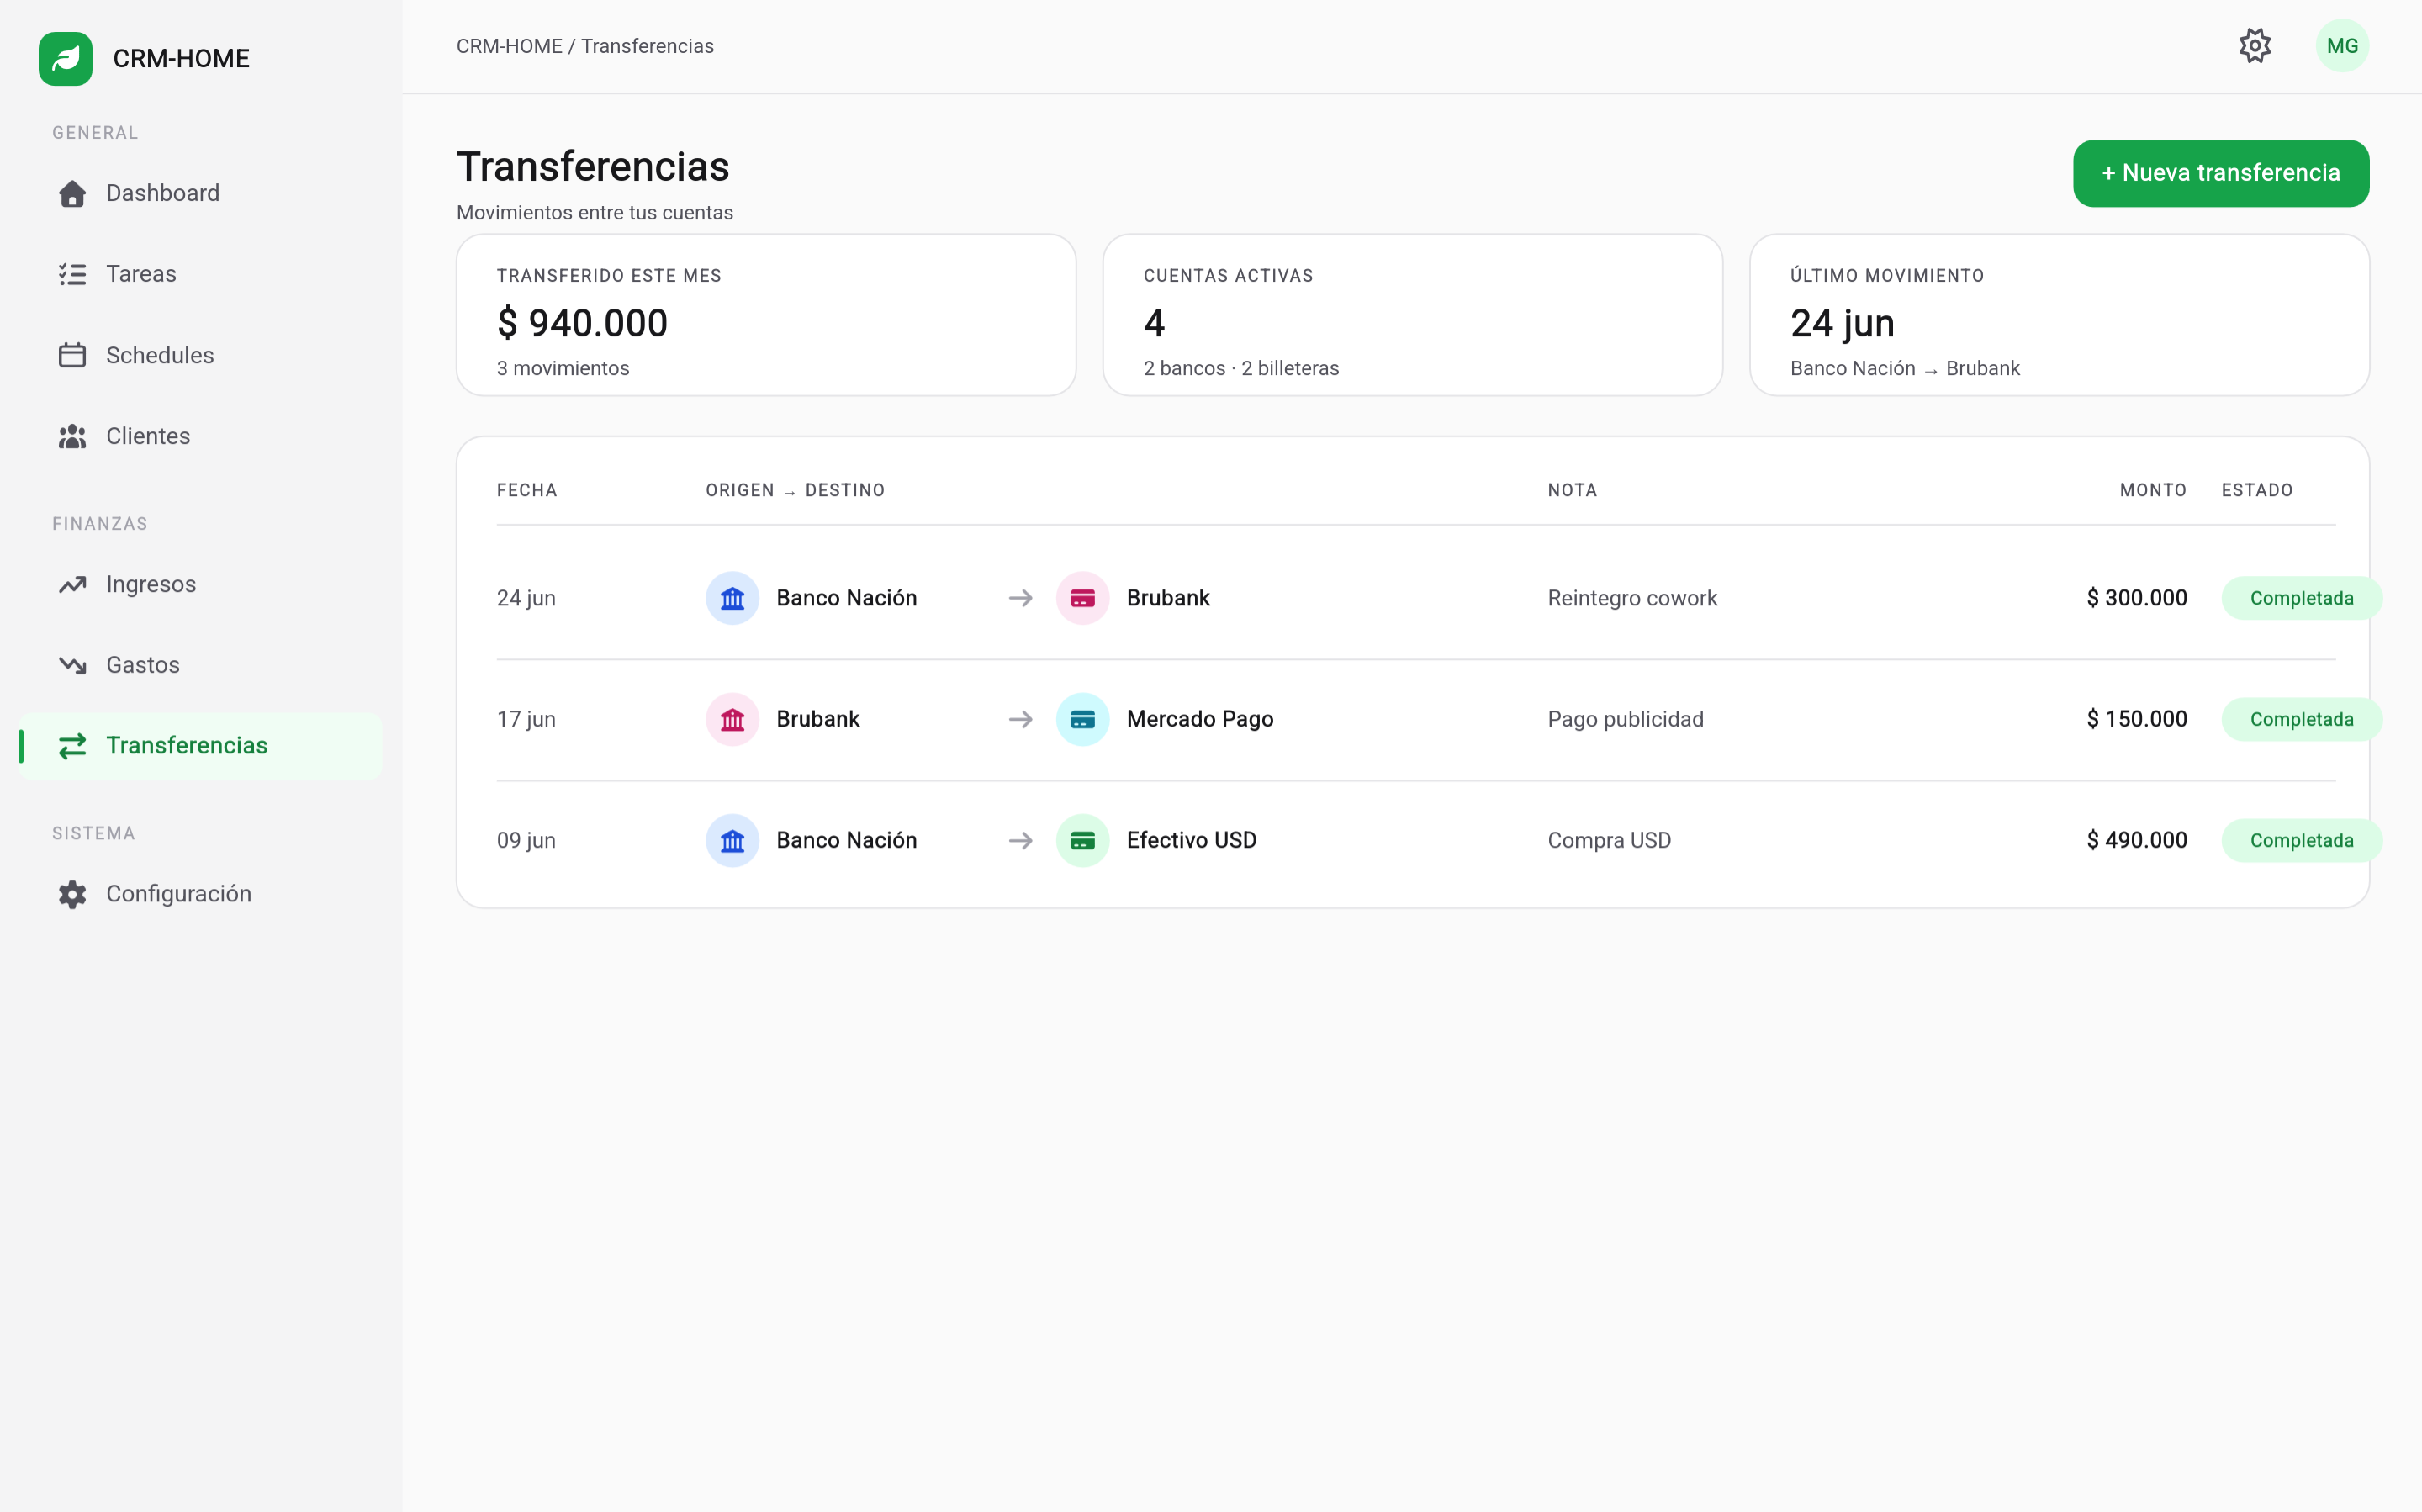 CRM-HOME
GENERAL
Dashboard
Tareas
Schedules
Clientes
FINANZAS
Ingresos
Gastos
Transferencias
SISTEMA
Configuración
CRM-HOME / Transferencias
MG
Transferencias
Movimientos entre tus cuentas
+ Nueva transferencia
TRANSFERIDO ESTE MES
$ 940.000
3 movimientos
CUENTAS ACTIVAS
4
2 bancos · 2 billeteras
ÚLTIMO MOVIMIENTO
24 jun
Banco Nación → Brubank
FECHA ORIGEN → DESTINO NOTA MONTO ESTADO
24 jun Banco Nación → Brubank Reintegro cowork $ 300.000 Completada
17 jun Brubank → Mercado Pago Pago publicidad $ 150.000 Completada
09 jun Banco Nación → Efectivo USD Compra USD $ 490.000 Completada